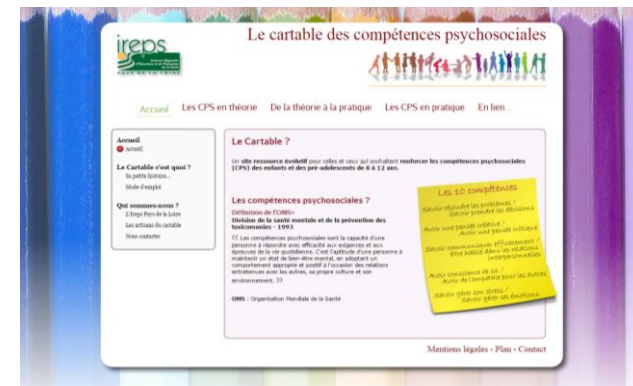 ireps
PAYS DE LA LOIRE
Le cartable des compétences psychosociales
Accueil Les CPS en théorie De la théorie à la pratique Les CPS en pratique En lien...
Accueil
Accueil
Le Cartable c'est quoi ?
Sa petite histoire...
Mode d'emploi
Qui sommes-nous ?
L'Ireps Pays de la Loire
Les artisans du cartable
Nous contacter
Le Cartable ?
Un site ressource évolutif pour celles et ceux qui souhaitent renforcer les compétences psychosociales
(CPS) des enfants et des pré-adolescents de 8 à 12 ans.
Les compétences psychosociales ?
Définition de l'OMS*
Division de la santé mentale et de la prévention des
toxicomanies - 1993
" Les compétences psychosociales sont la capacité d'une
personne à répondre avec efficacité aux exigences et aux
épreuves de la vie quotidienne. C'est l'aptitude d'une personne à
maintenir un état de bien-être mental, en adoptant un
comportement approprié et positif à l'occasion des relations
entretenues avec les autres, sa propre culture et son
environnement. "
OMS : Organisation Mondiale de la Santé
Les 10 compétences
Savoir résoudre les problèmes /
Savoir prendre les décisions
Avoir une pensée créative /
Avoir une pensée critique
Savoir communiquer efficacement /
Etre habile dans les relations
interpersonnelles
Avoir conscience de soi /
Avoir de l'empathie pour les autres
Savoir gérer son stress /
Savoir gérer ses émotions
Mentions légales - Plan - Contact